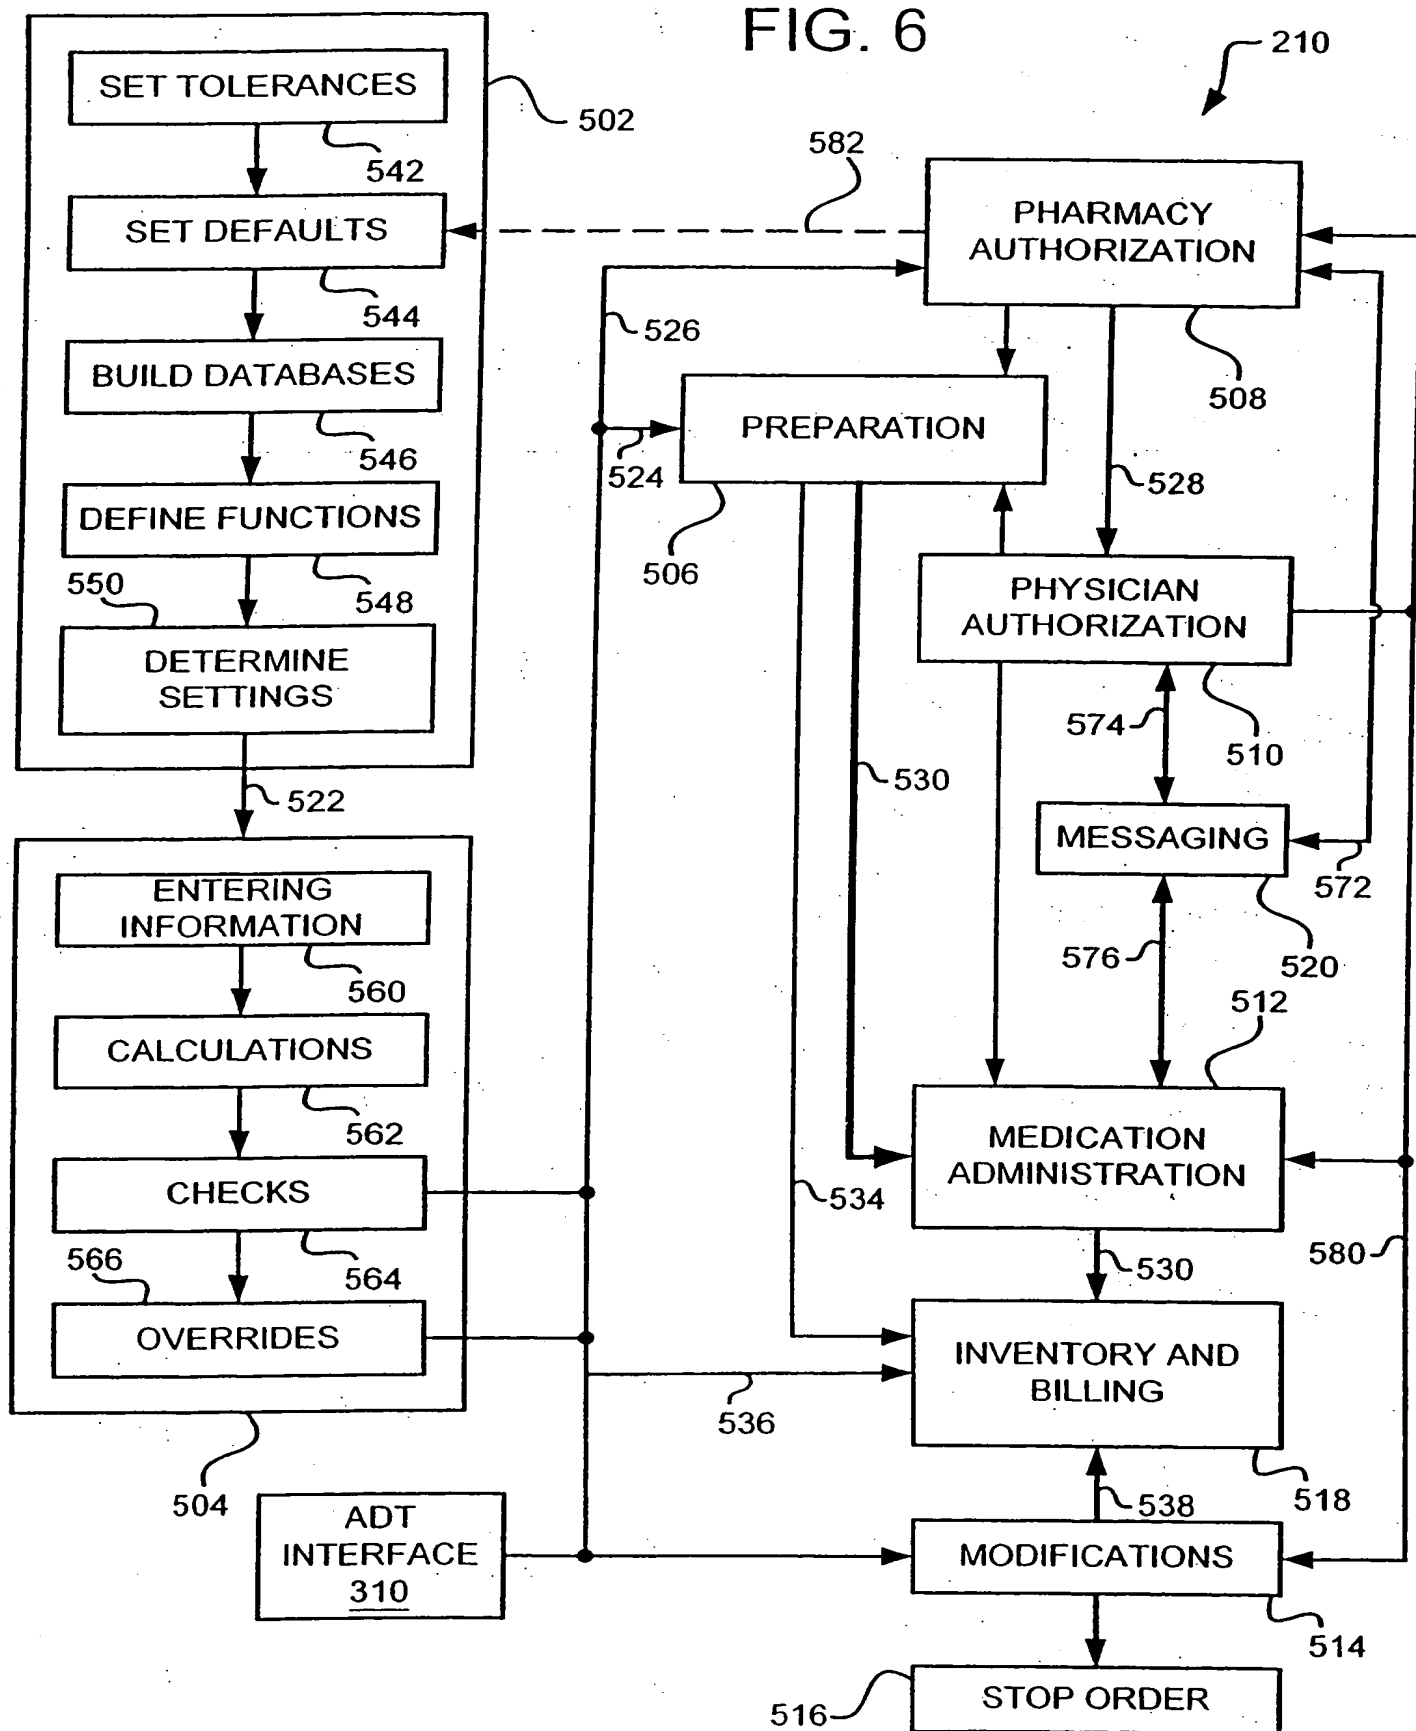 FIG. 6
210
SET TOLERANCES
502
542
582
SET DEFAULTS
544
PHARMACY
AUTHORIZATION
526
508
BUILD DATABASES
546
PREPARATION
524
506
528
DEFINE FUNCTIONS
548
550
DETERMINE
SETTINGS
522
PHYSICIAN
AUTHORIZATION
574
510
530
MESSAGING
572
520
576
512
ENTERING
INFORMATION
560
CALCULATIONS
562
CHECKS
564
566
OVERRIDES
504
MEDICATION
ADMINISTRATION
534
530
580
INVENTORY AND
BILLING
536
518
538
ADT
INTERFACE
310
MODIFICATIONS
514
516
STOP ORDER